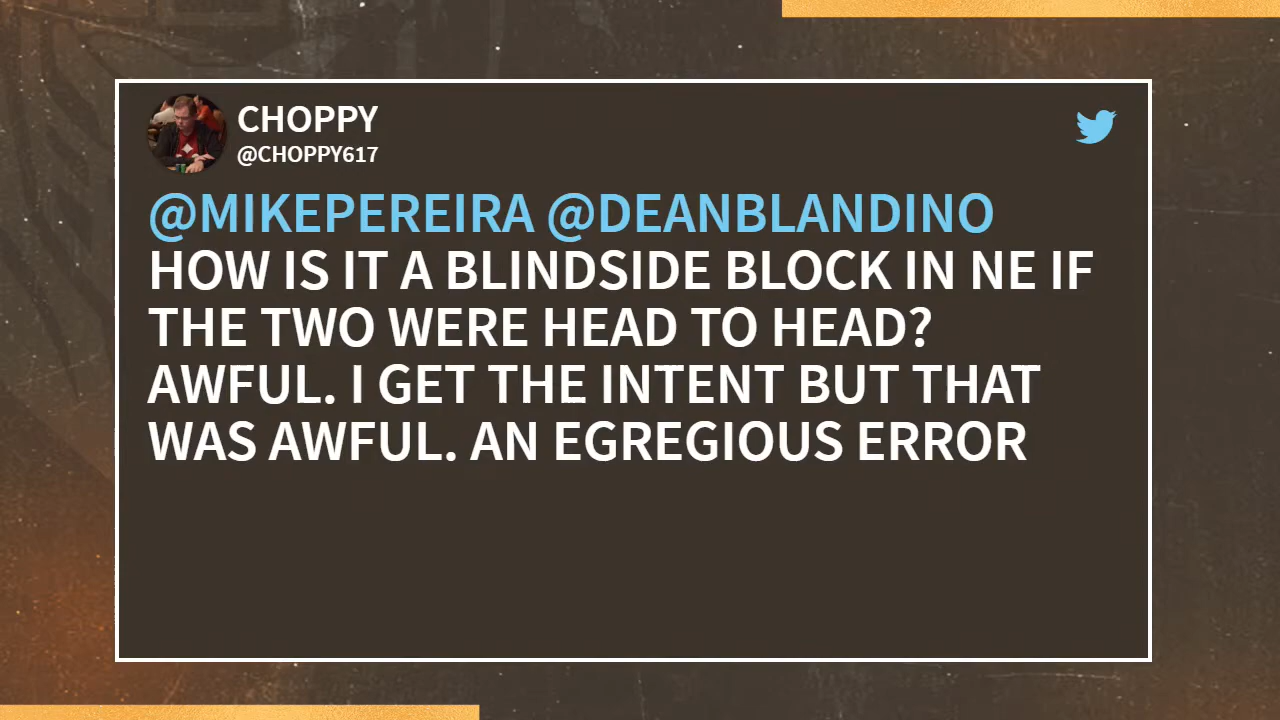 CHOPPY
@CHOPPY617
@MIKEPEREIRA @DEANBLANDINO
HOW IS IT A BLINDSIDE BLOCK IN NE IF
THE TWO WERE HEAD TO HEAD?
AWFUL. I GET THE INTENT BUT THAT
WAS AWFUL. AN EGREGIOUS ERROR